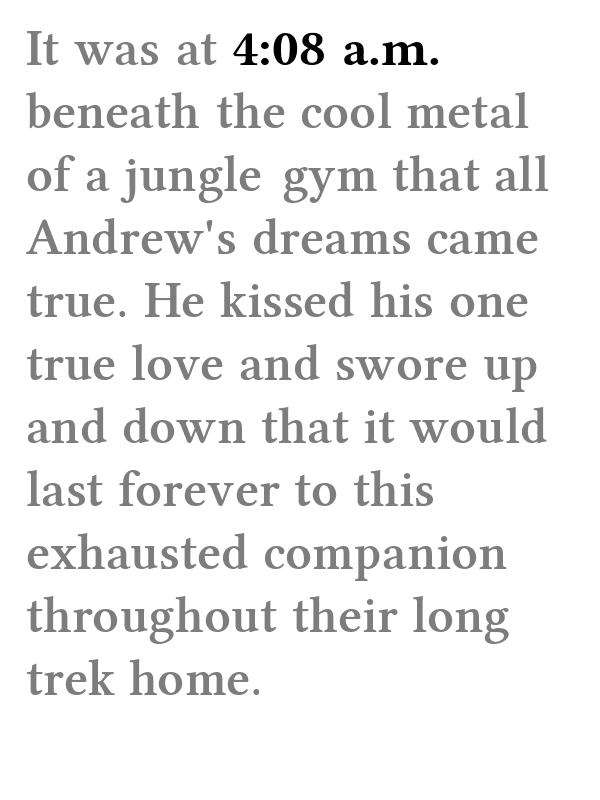 It was at 4:08 a.m.
beneath the cool metal
of a jungle gym that all
Andrew's dreams came
true. He kissed his one
true love and swore up
and down that it would
last forever to this
exhausted companion
throughout their long
trek home.